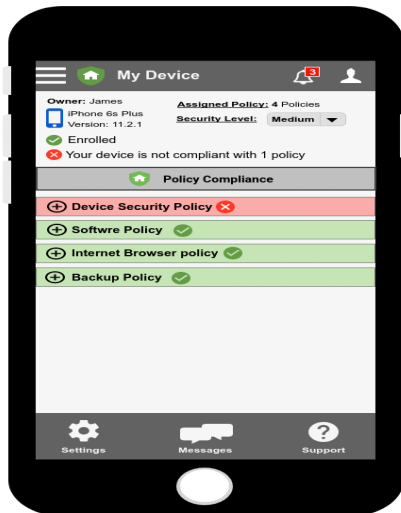 My Device
3
Owner: James
Assigned Policy: 4 Policies
iPhone 6s Plus
Version: 11.2.1
Security Level: Medium
Enrolled
Your device is not compliant with 1 policy
Policy Compliance
Device Security Policy
Softwre Policy
Internet Browser policy
Backup Policy
Settings
Messages
Support